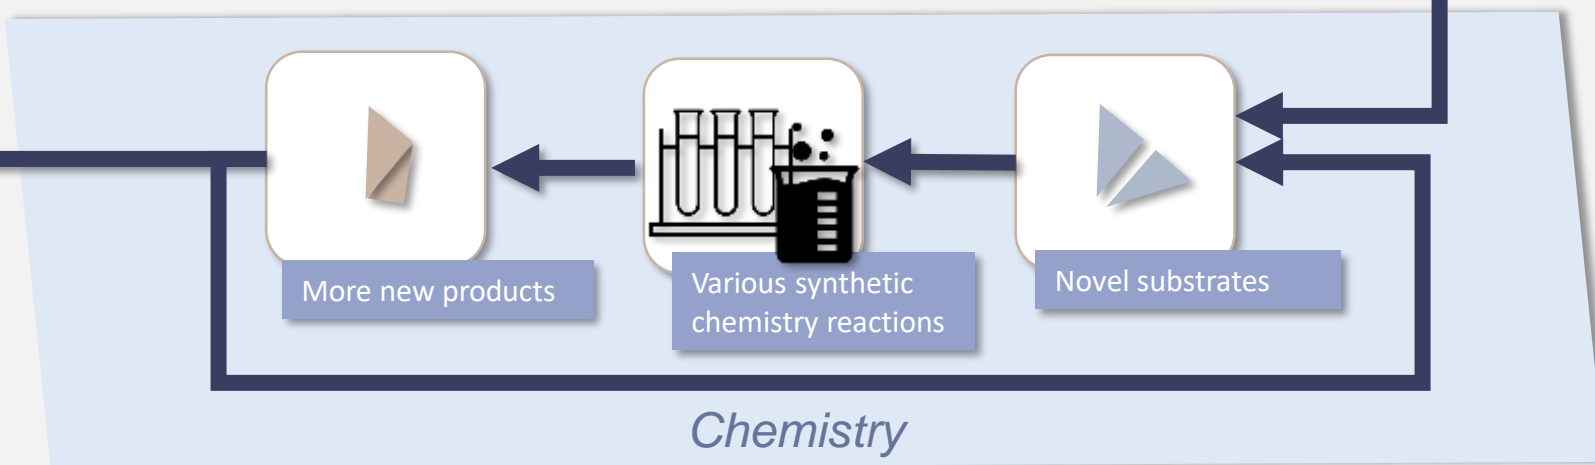 More new products
Various synthetic
chemistry reactions
Novel substrates
Chemistry